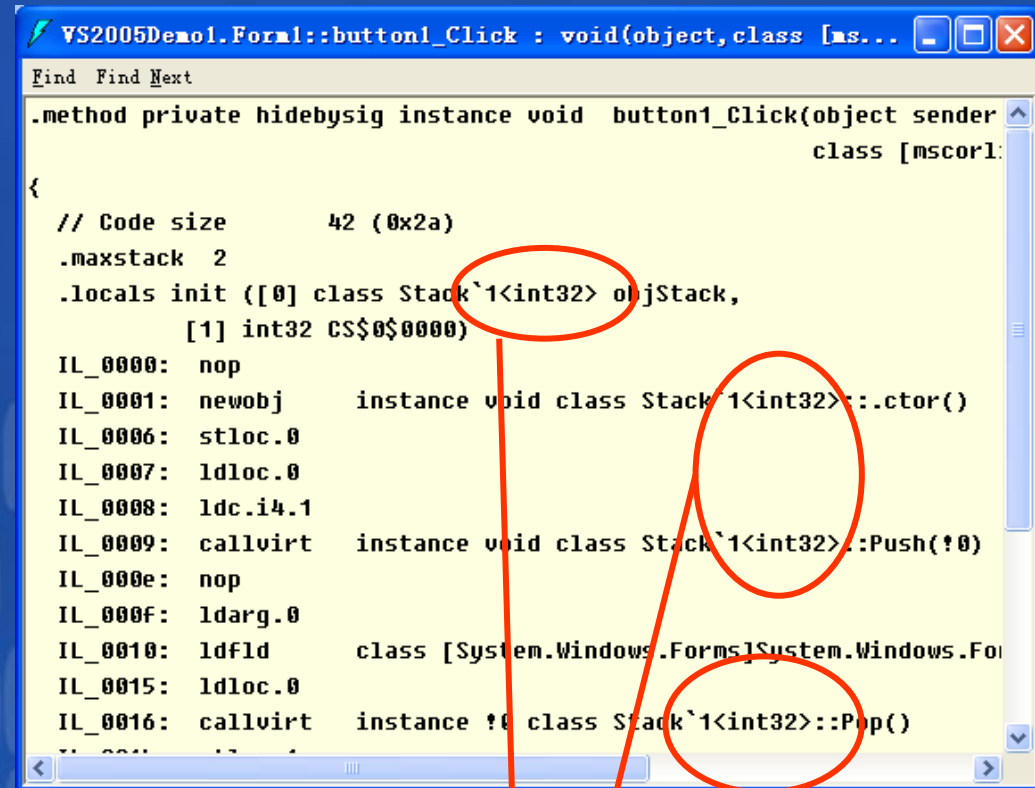 VS2005Demo1.Form1::button1_Click : void(object,class [ms...
Find Find Next
.method private hidebysig instance void  button1_Click(object sender
class [mscorl
{
  // Code size       42 (0x2a)
  .maxstack  2
  .locals init ([0] class Stack`1<int32> objStack,
           [1] int32 CS$0$0000)
  IL_0000:  nop
  IL_0001:  newobj     instance void class Stack`1<int32>::.ctor()
  IL_0006:  stloc.0
  IL_0007:  ldloc.0
  IL_0008:  ldc.i4.1
  IL_0009:  callvirt   instance void class Stack`1<int32>::Push(!0)
  IL_000e:  nop
  IL_000f:  ldarg.0
  IL_0010:  ldfld      class [System.Windows.Forms]System.Windows.For
  IL_0015:  ldloc.0
  IL_0016:  callvirt   instance !0 class Stack`1<int32>::Pop()